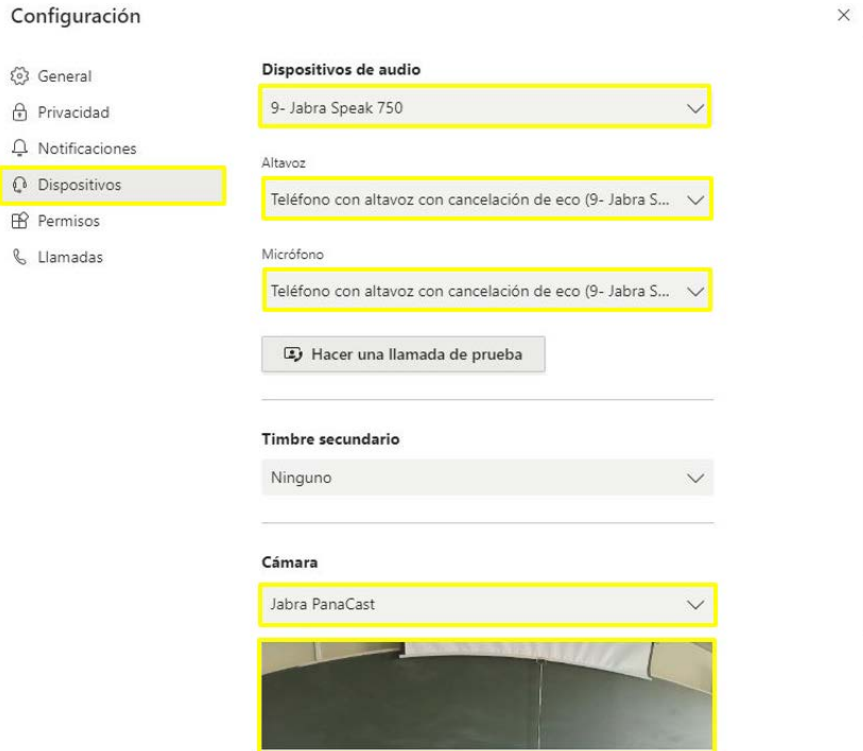 Configuración
General
Privacidad
Notificaciones
Dispositivos
Permisos
Llamadas
Dispositivos de audio
9- Jabra Speak 750
Altavoz
Teléfono con altavoz con cancelación de eco (9- Jabra S...
Micrófono
Teléfono con altavoz con cancelación de eco (9- Jabra S...
Hacer una llamada de prueba
Timbre secundario
Ninguno
Cámara
Jabra PanaCast